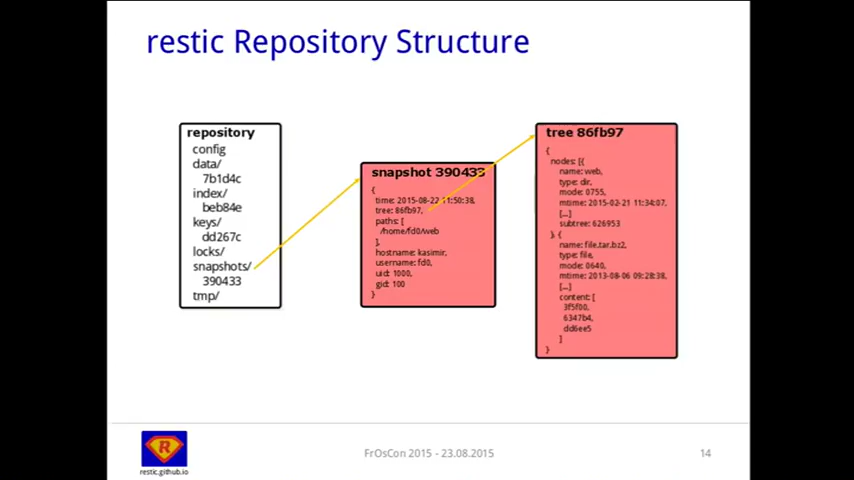 restic Repository Structure
repository
config
data/
7b1d4c
index/
beb84e
keys/
dd267c
locks/
snapshots/
390433
tmp/
snapshot 390433
{
time: 2015-08-22 11:50:38,
tree: 86fb97,
paths: [
/home/fd0/web
],
hostname: kasimir,
username: fd0,
uid: 1000,
gid: 100
}
tree 86fb97
{
nodes: [{
name: web,
type: dir,
mode: 0755,
mtime: 2015-02-21 11:34:07,
[...]
subtree: 626953
}, {
name: file.tar.bz2,
type: file,
mode: 0640,
mtime: 2013-08-06 09:28:38,
[...]
content: [
3f5f00,
6347b4,
dd6ee5
]
}
R
restic.github.io
FrOsCon 2015 - 23.08.2015
14